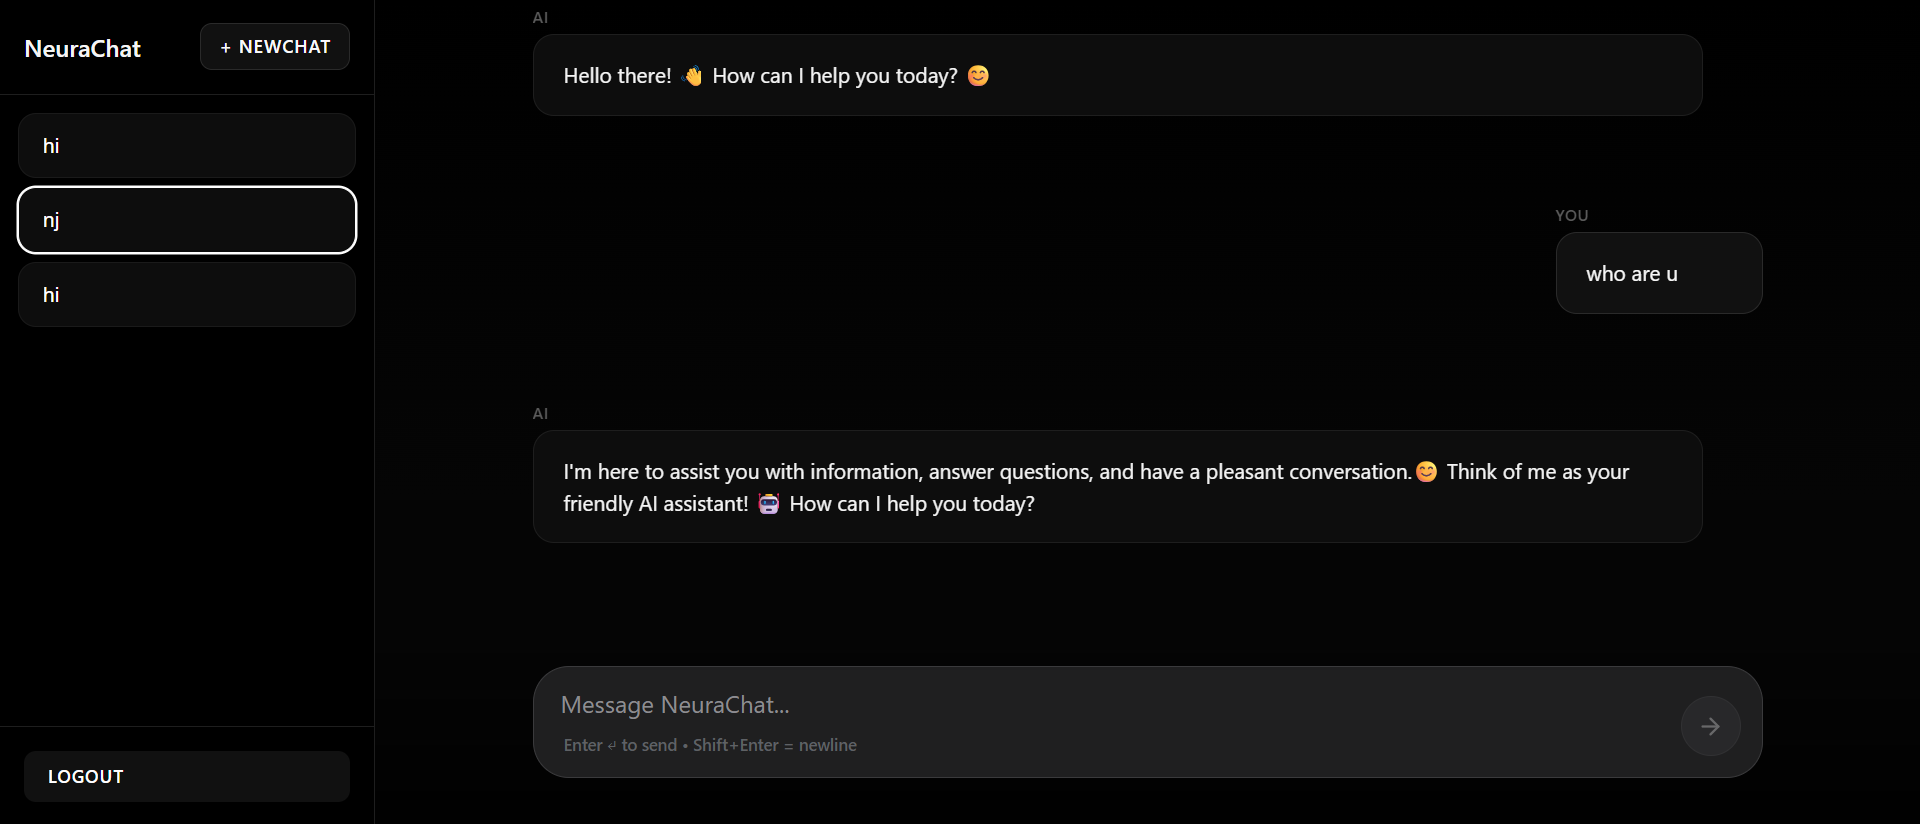 NeuraChat
+ NEWCHAT
hi
nj
hi
LOGOUT
AI
Hello there! 👋 How can I help you today? 😊
YOU
who are u
AI
I'm here to assist you with information, answer questions, and have a pleasant conversation.😊 Think of me as your
friendly AI assistant! 🤖 How can I help you today?
Message NeuraChat...
Enter ↵ to send • Shift+Enter = newline